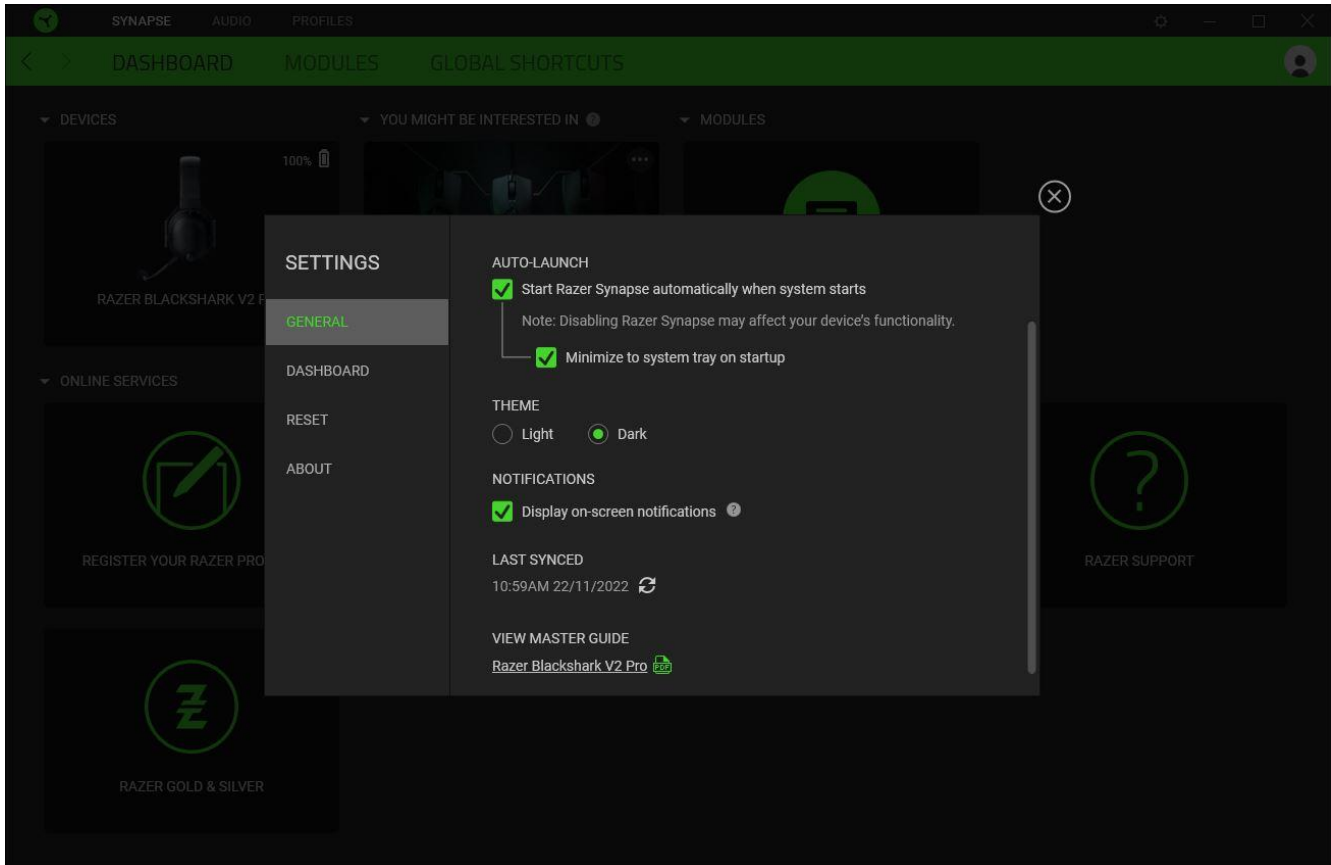 SYNAPSE AUDIO PROFILES
DASHBOARD MODULES GLOBAL SHORTCUTS
DEVICES
YOU MIGHT BE INTERESTED IN ?
MODULES
100%
RAZER BLACKSHARK V2
ONLINE SERVICES
REGISTER YOUR RAZER PRO
RAZER SUPPORT
RAZER GOLD & SILVER
SETTINGS
GENERAL
DASHBOARD
RESET
ABOUT
AUTO-LAUNCH
Start Razer Synapse automatically when system starts
Note: Disabling Razer Synapse may affect your device's functionality.
Minimize to system tray on startup
THEME
Light Dark
NOTIFICATIONS
Display on-screen notifications ?
LAST SYNCED
10:59AM 22/11/2022
VIEW MASTER GUIDE
Razer Blackshark V2 Pro PDF